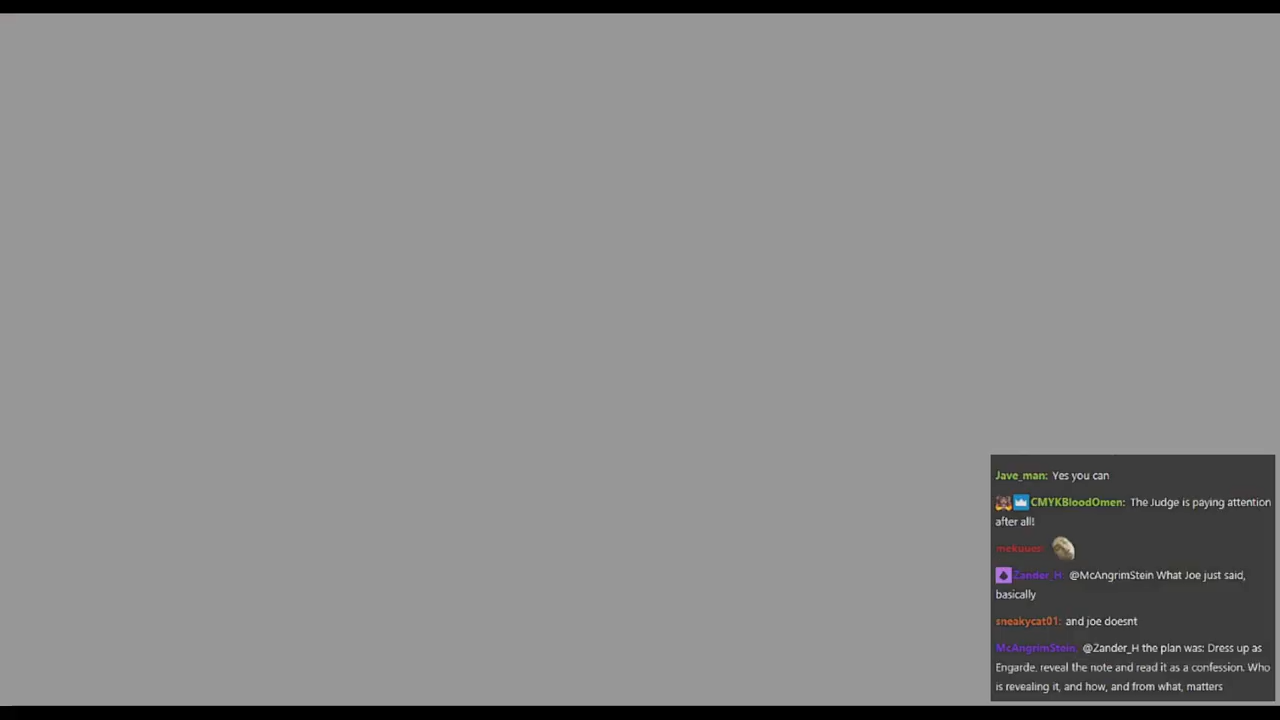 Jave_man: Yes you can
CMYKBloodOmen: The Judge is paying attention
after all!
mekuues:
Zander_H: @McAngrimStein What Joe just said,
basically
sneakycat01: and joe doesnt
McAngrimStein: @Zander_H the plan was: Dress up as
Engarde, reveal the note and read it as a confession. Who
is revealing it, and how, and from what, matters